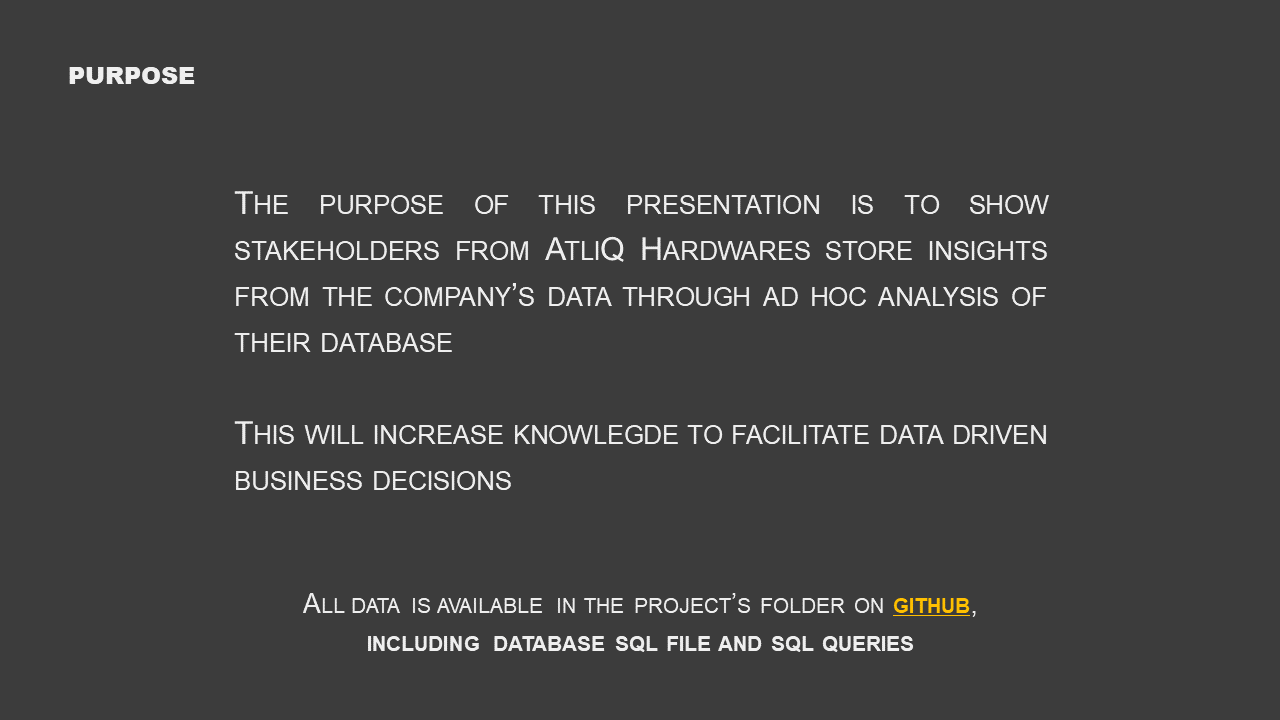 PURPOSE
The purpose of this presentation is to show
stakeholders from AtliQ Hardwares store insights
from the company’s data through ad hoc analysis of
their database
This will increase knowlegde to facilitate data driven
business decisions
All data is available in the project’s folder on github,
including database sql file and sql queries